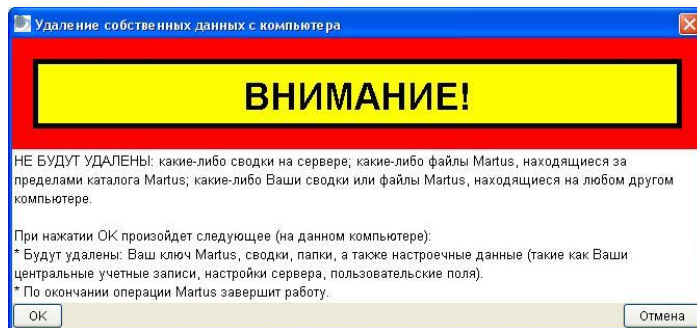 Удаление собственных данных с компьютера
ВНИМАНИЕ!
НЕ БУДУТ УДАЛЕНЫ: какие-либо сводки на сервере; какие-либо файлы Martus, находящиеся за
пределами каталога Martus; какие-либо Ваши сводки или файлы Martus, находящиеся на любом другом
компьютере.
При нажатии OK произойдет следующее (на данном компьютере):
* Будут удалены: Ваш ключ Martus, сводки, папки, а также настроечные данные (такие как Ваши
центральные учетные записи, настройки сервера, пользовательские поля).
* По окончании операции Martus завершит работу.
OK
Отмена